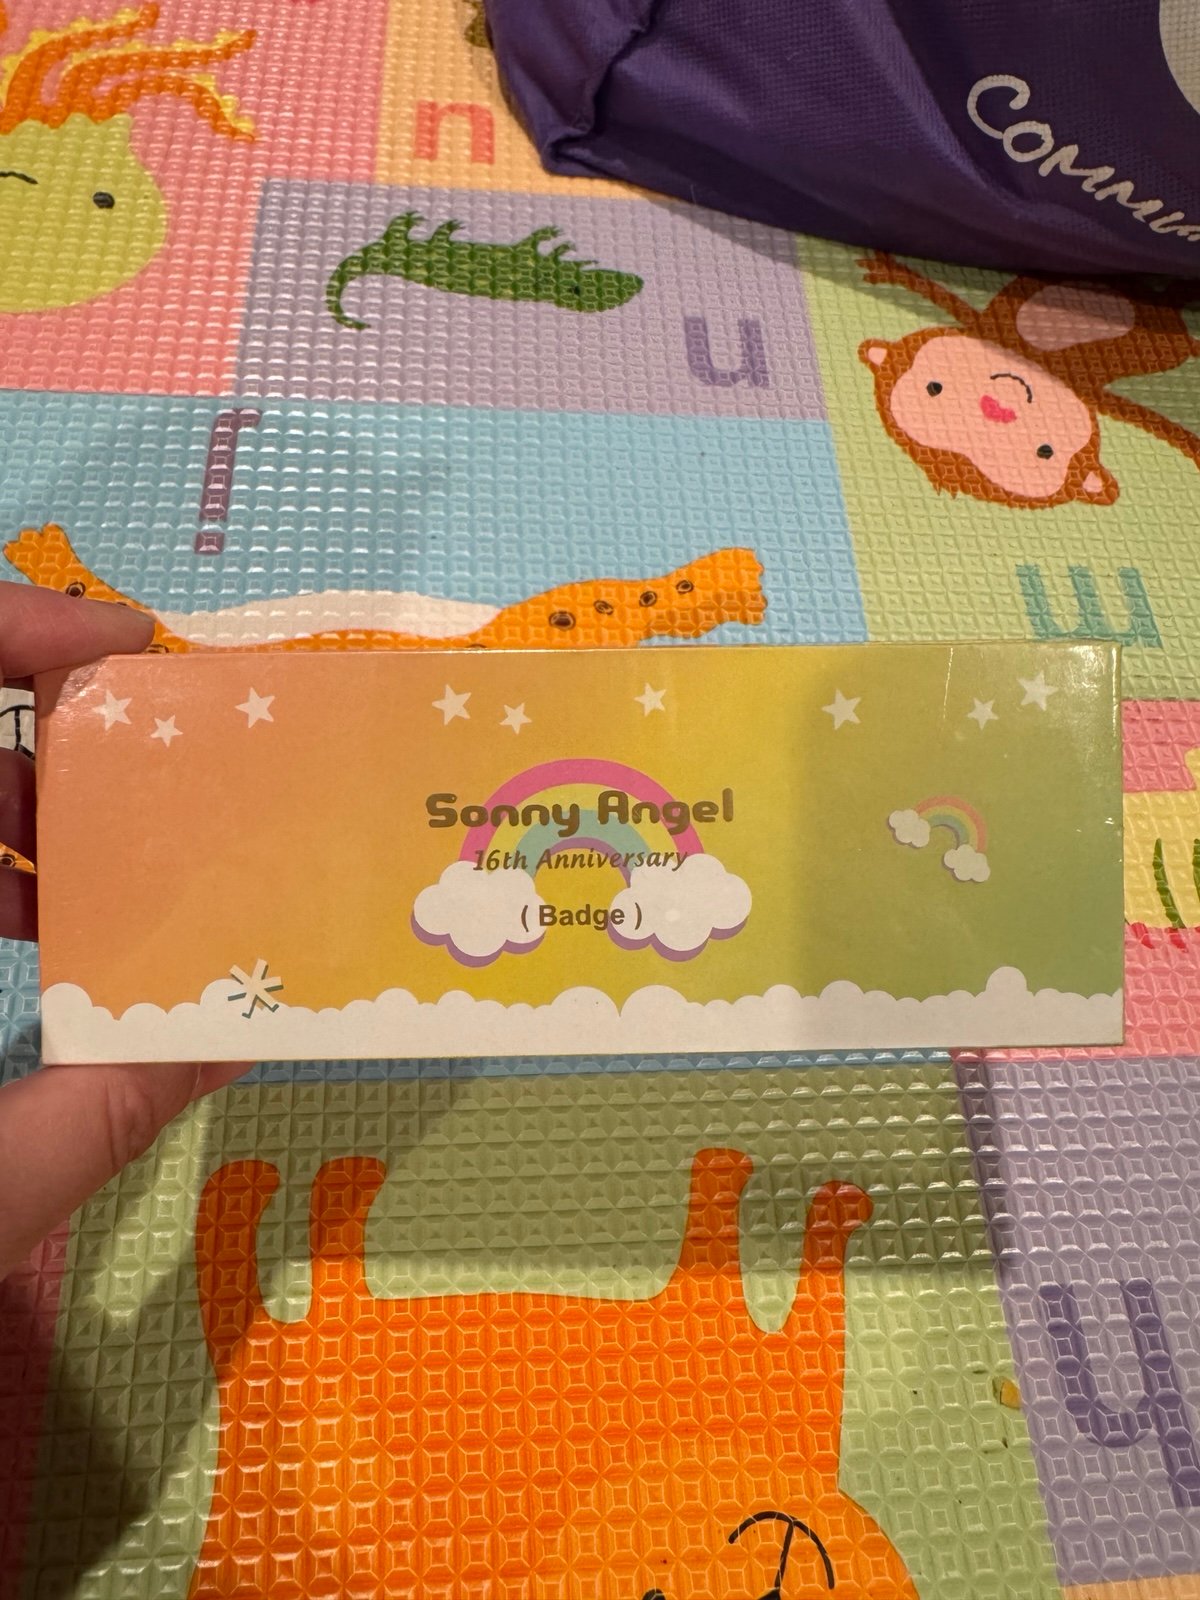 n
COMMU
u
j
m
Sonny Angel
16th Anniversary
( Badge )
y